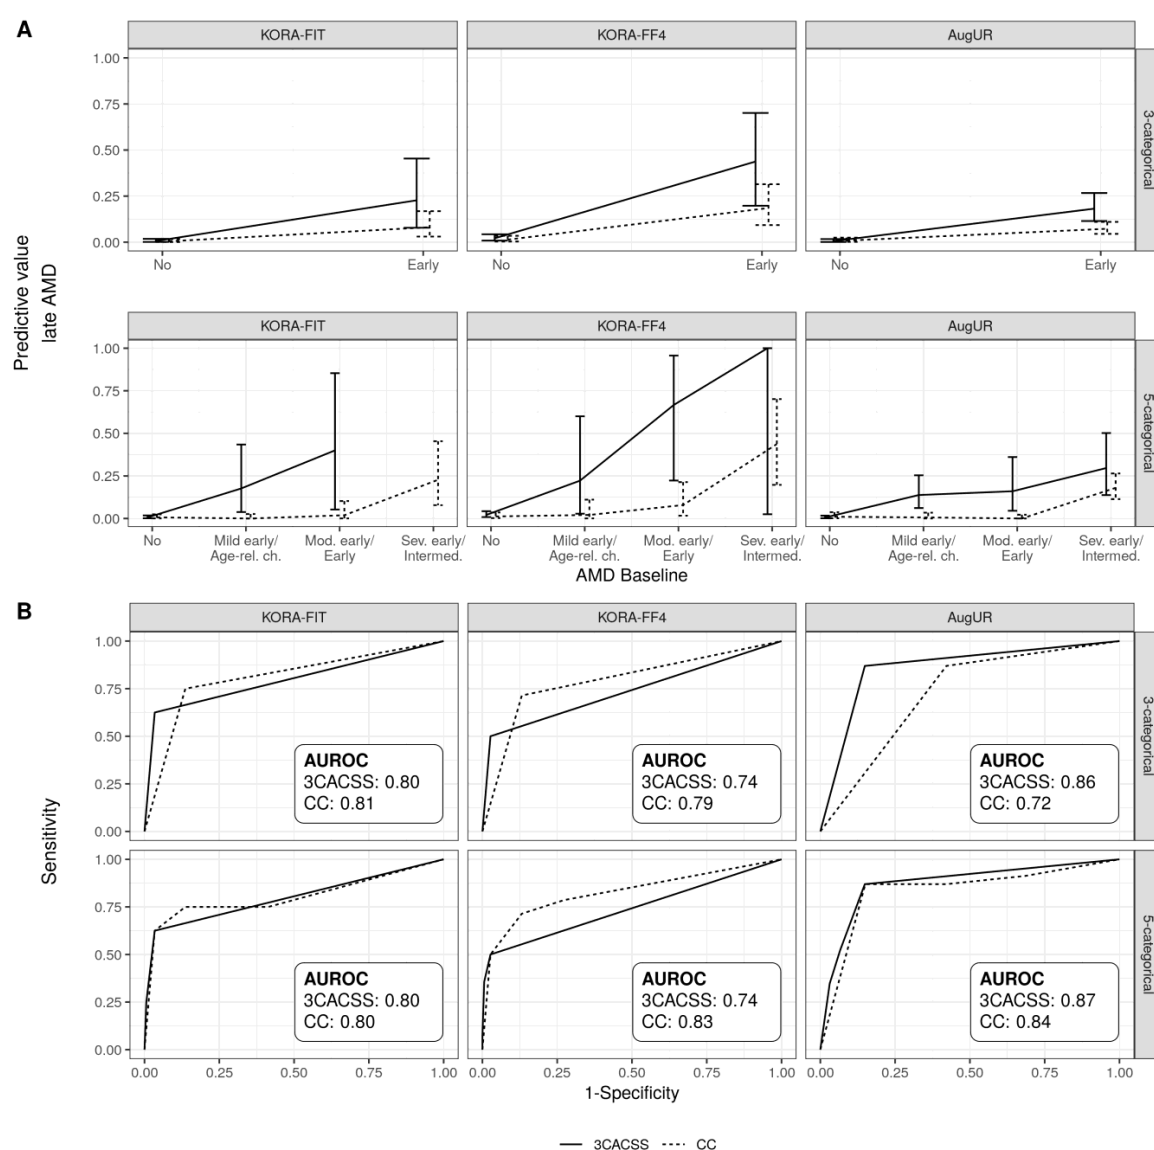 A
KORA-FIT
KORA-FF4
AugUR
Predictive value
late AMD
1.00
0.75
0.50
0.25
0.00
3-categorical
No
Early
No
Early
No
Early
KORA-FIT
KORA-FF4
AugUR
1.00
0.75
0.50
0.25
0.00
5-categorical
No
Mild early/
Age-rel. ch.
Mod. early/
Early
Sev. early/
Intermed.
No
Mild early/
Age-rel. ch.
Mod. early/
Early
Sev. early/
Intermed.
No
Mild early/
Age-rel. ch.
Mod. early/
Early
Sev. early/
Intermed.
AMD Baseline
B
KORA-FIT
KORA-FF4
AugUR
Sensitivity
1.00
0.75
0.50
0.25
0.00
AUROC
3CACSS: 0.80
CC: 0.81
AUROC
3CACSS: 0.74
CC: 0.79
AUROC
3CACSS: 0.86
CC: 0.72
3-categorical
1.00
0.75
0.50
0.25
0.00
AUROC
3CACSS: 0.80
CC: 0.80
AUROC
3CACSS: 0.74
CC: 0.83
AUROC
3CACSS: 0.87
CC: 0.84
5-categorical
0.00 0.25 0.50 0.75 1.00
0.00 0.25 0.50 0.75 1.00
0.00 0.25 0.50 0.75 1.00
1-Specificity
3CACSS
CC